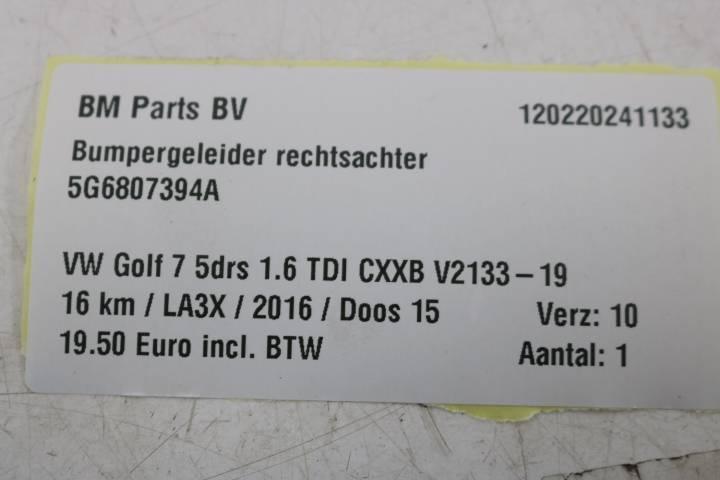 BM Parts BV 120220241133
Bumpergeleider rechtsachter
5G6807394A
VW Golf 7 5drs 1.6 TDI CXXB V2133-19
16 km / LA3X / 2016 / Doos 15 Verz: 10
19.50 Euro incl. BTW Aantal: 1